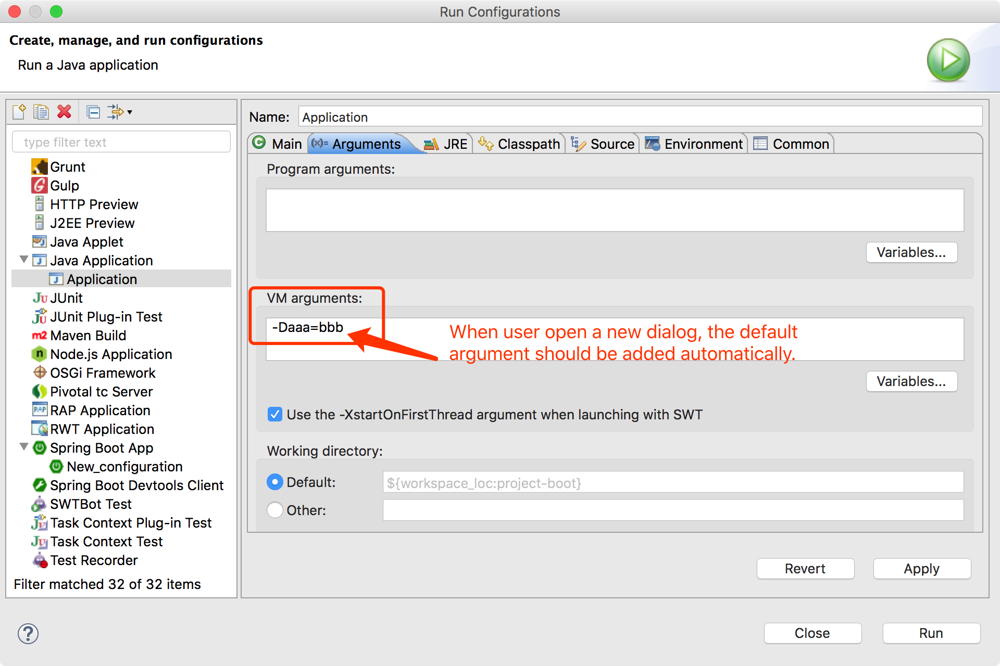 Run Configurations
Create, manage, and run configurations
Run a Java application
type filter text
Grunt
Gulp
HTTP Preview
J2EE Preview
Java Applet
Java Application
Application
JUnit
JUnit Plug-in Test
Maven Build
Node.js Application
OSGi Framework
Pivotal tc Server
RAP Application
RWT Application
Spring Boot App
New_configuration
Spring Boot Devtools Client
SWTBot Test
Task Context Plug-in Test
Task Context Test
Test Recorder
Filter matched 32 of 32 items
Name: Application
Main (x)= Arguments JRE Classpath Source Environment Common
Program arguments:
Variables...
VM arguments:
-Daaa=bbb
When user open a new dialog, the default
argument should be added automatically.
Variables...
Use the -XstartOnFirstThread argument when launching with SWT
Working directory:
Default: ${workspace_loc:project-boot}
Other:
Revert Apply
Close Run